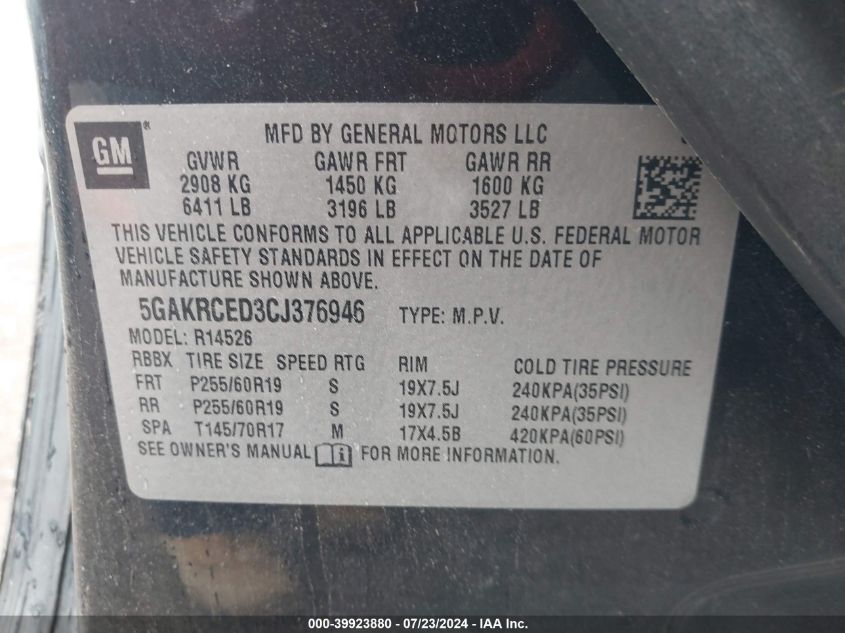 GM ®
MFD BY GENERAL MOTORS LLC
GVWR GAWR FRT GAWR RR
2908 KG 1450 KG 1600 KG
6411 LB 3196 LB 3527 LB
THIS VEHICLE CONFORMS TO ALL APPLICABLE U.S. FEDERAL MOTOR
VEHICLE SAFETY STANDARDS IN EFFECT ON THE DATE OF
MANUFACTURE SHOWN ABOVE.
5GAKRCED3CJ376946 TYPE: M.P.V.
MODEL: R14526
RBBX TIRE SIZE SPEED RTG RIM COLD TIRE PRESSURE
FRT P255/60R19 S 19X7.5J 240KPA(35PSI)
RR P255/60R19 S 19X7.5J 240KPA(35PSI)
SPA T145/70R17 M 17X4.5B 420KPA(60PSI)
SEE OWNER'S MANUAL FOR MORE INFORMATION.
000-39923880 - 07/23/2024 - IAA Inc.